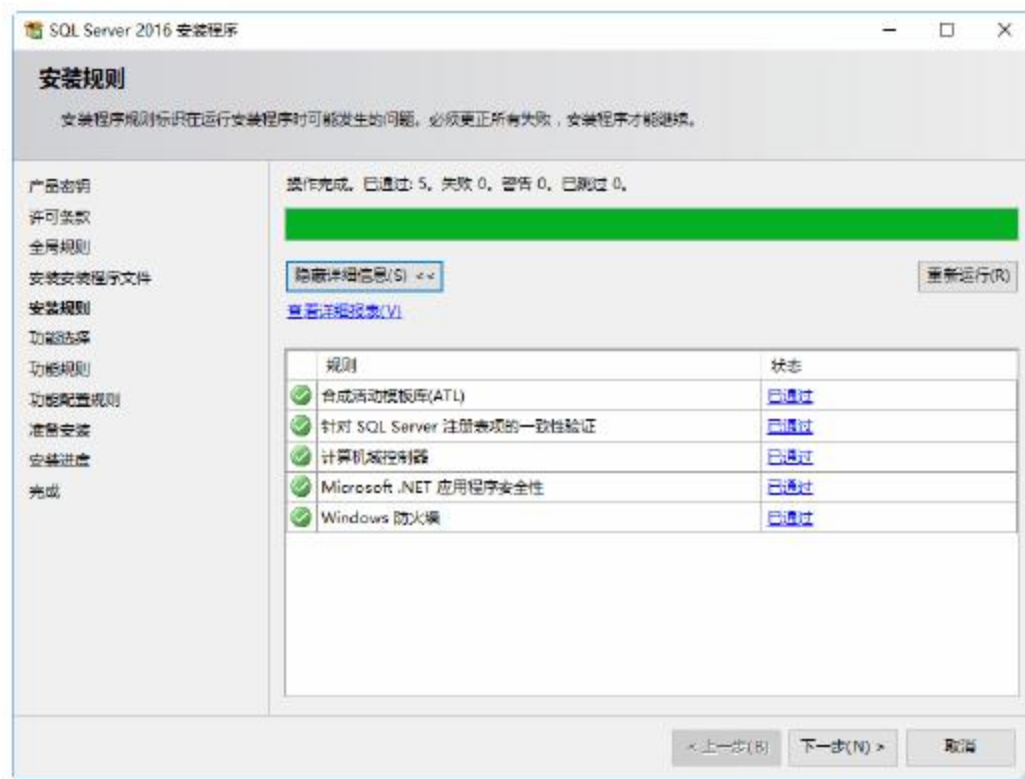 SQL Server 2016 安装程序
安装规则
安装程序规则标识在运行安装程序时可能发生的问题。必须更正所有失败，安装程序才能继续。
产品密钥
许可条款
全局规则
安装安装程序文件
安装规则
功能选择
功能规则
功能配置规则
准备安装
安装进度
完成
操作完成。已通过: 5。失败 0。警告 0。已跳过 0。
隐藏详细信息(S) <<
重新运行(R)
查看详细报表(V)
规则 状态
合成活动模板库(ATL) 已通过
针对 SQL Server 注册表项的一致性验证 已通过
计算机域控制器 已通过
Microsoft .NET 应用程序安全性 已通过
Windows 防火墙 已通过
< 上一步(B) 下一步(N) > 取消